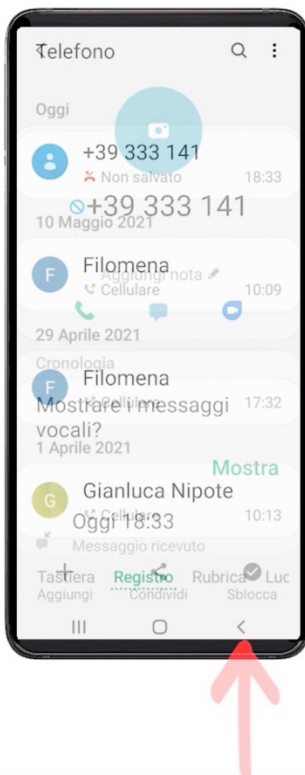 Telefono
Oggi
+39 333 141
Non salvato 18:33
+39 333 141
10 Maggio 2021
Filomena
Aggiungi nota
Cellulare 10:09
29 Aprile 2021
Cronologia
Filomena
Cellulare 17:32
Mostrare i messaggi
vocali?
1 Aprile 2021
Mostra
Gianluca Nipote
Cellulare 10:13
Oggi 18:33
Messaggio ricevuto
Tastiera Registro Rubrica Luo
Aggiungi Condividi Sblocca
F
F
G